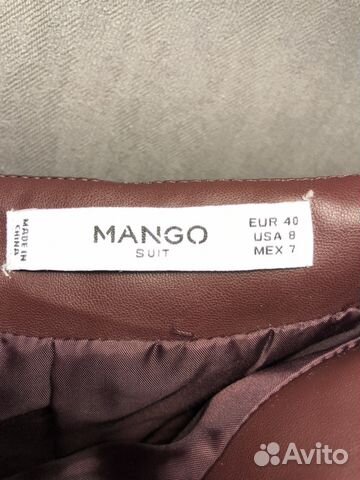 MADE IN
CHINA
MANGO
SUIT
EUR 40
USA 8
MEX 7
Avito